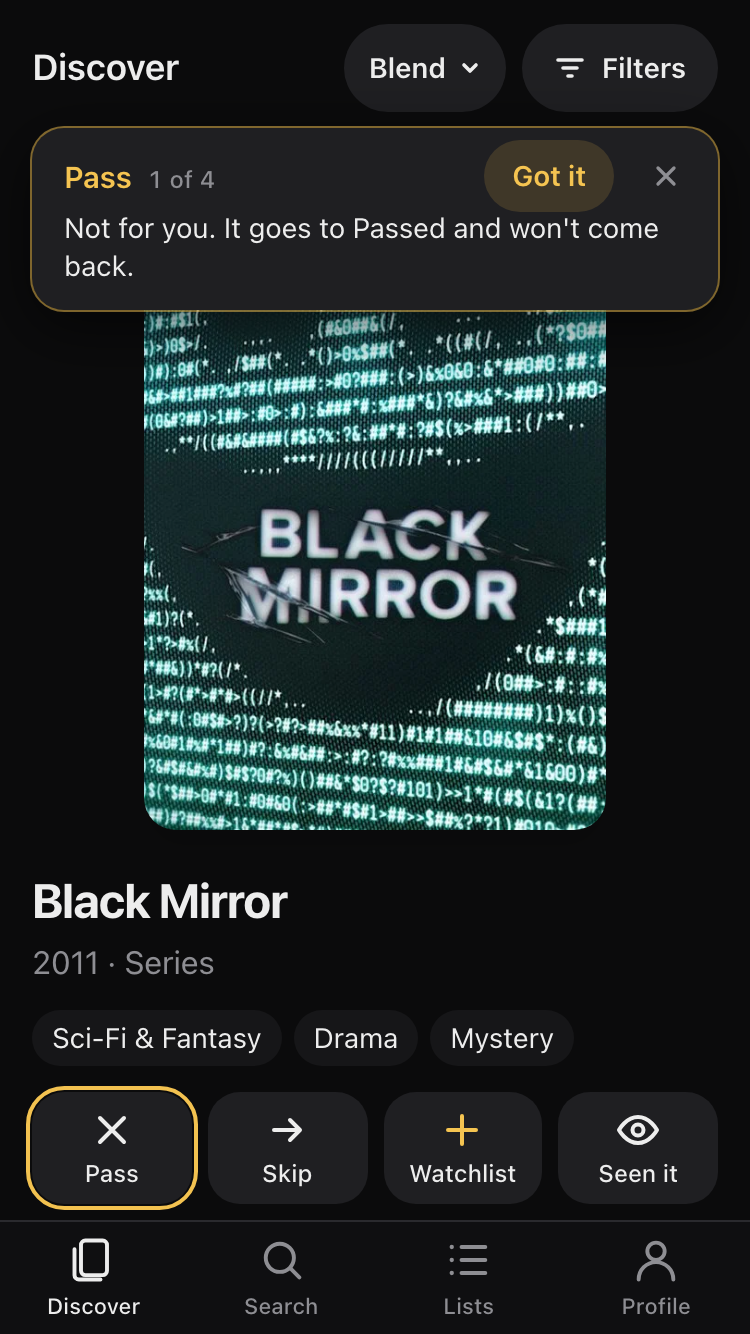 Discover
Blend
Filters
Pass 1 of 4
Got it
Not for you. It goes to Passed and won't come
back.
BLACK
MIRROR
Black Mirror
2011 · Series
Sci-Fi & Fantasy
Drama
Mystery
Pass
Skip
Watchlist
Seen it
Discover
Search
Lists
Profile